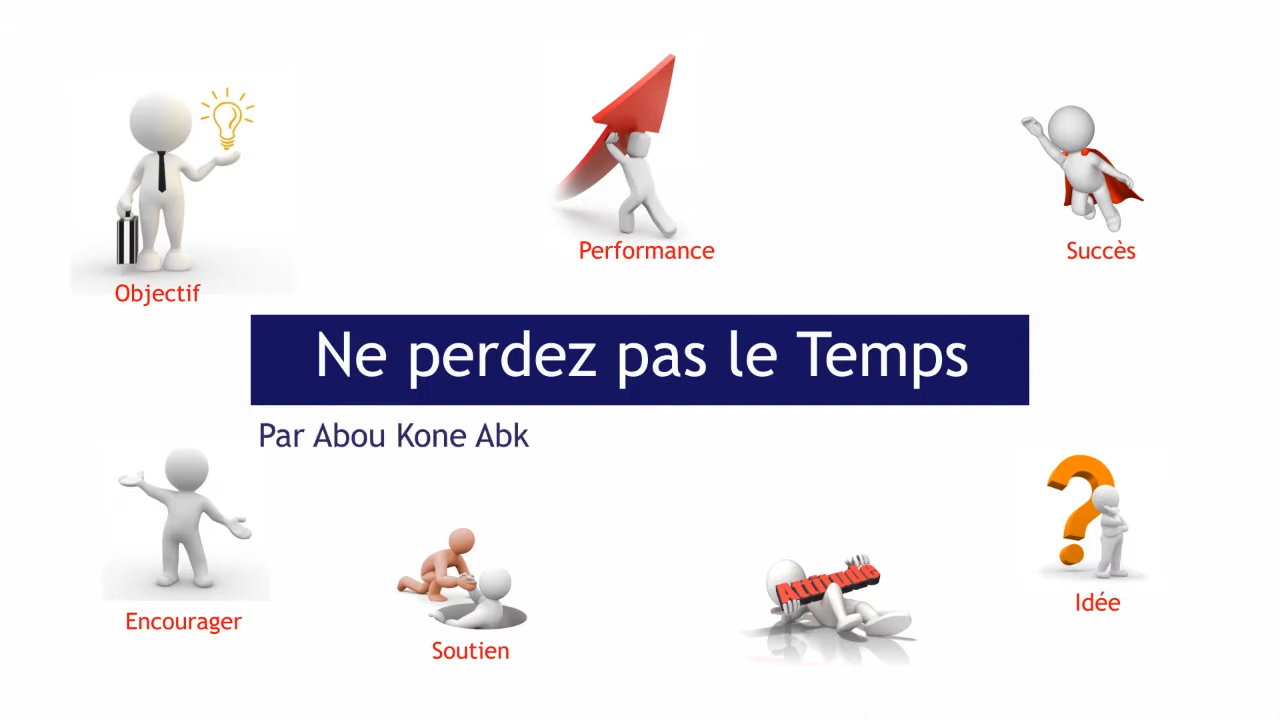 Performance
Succès
Objectif
Ne perdez pas le Temps
Par Abou Kone Abk
Attitude
Idée
Encourager
Soutien